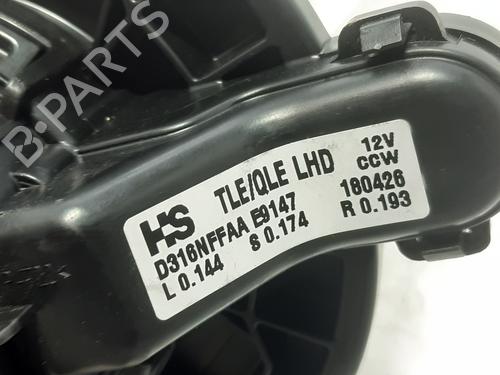 B-PARTS
HS TLE/QLE LHD 12V
CCW
D316NFFAA E9147 180426
L 0.144 S 0.174 R 0.193